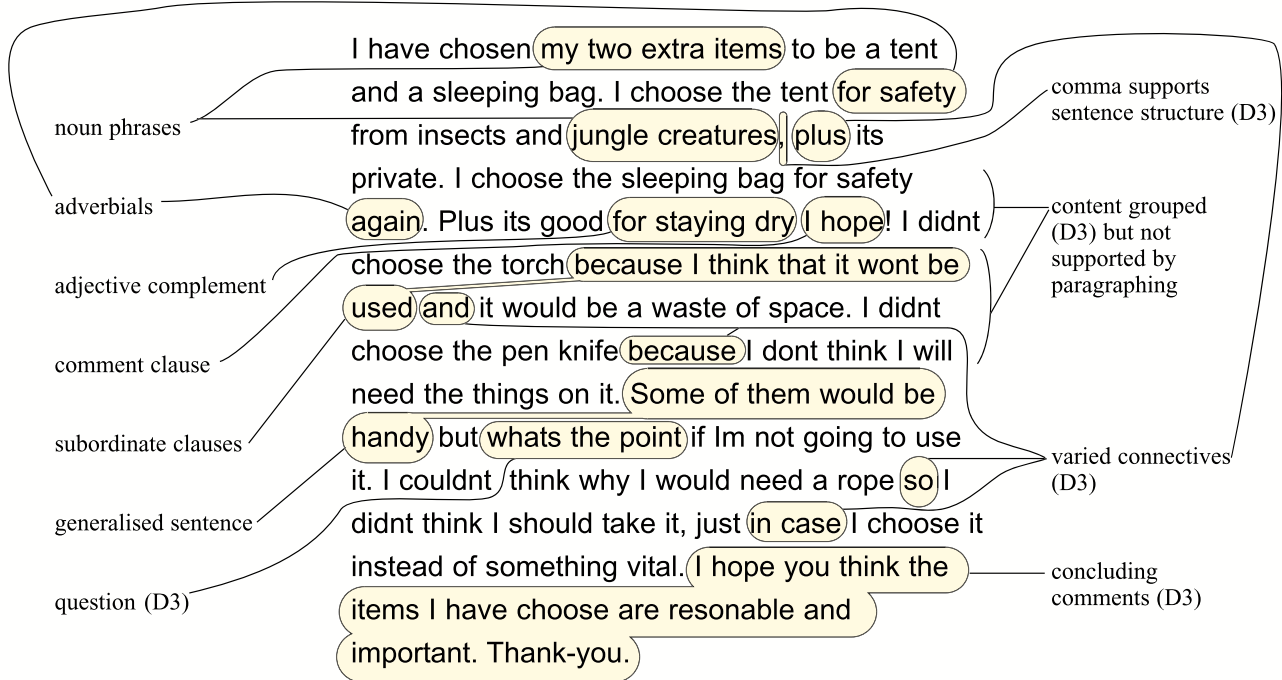 I have chosen my two extra items to be a tent
and a sleeping bag. I choose the tent for safety
from insects and jungle creatures, plus its
private. I choose the sleeping bag for safety
again. Plus its good for staying dry I hope! I didnt
choose the torch because I think that it wont be
used and it would be a waste of space. I didnt
choose the pen knife because I dont think I will
need the things on it. Some of them would be
handy but whats the point if Im not going to use
it. I couldnt think why I would need a rope so I
didnt think I should take it, just in case I choose it
instead of something vital. I hope you think the
items I have choose are resonable and
important. Thank-you.
noun phrases
adverbials
adjective complement
comment clause
subordinate clauses
generalised sentence
question (D3)
comma supports
sentence structure (D3)
content grouped
(D3) but not
supported by
paragraphing
varied connectives
(D3)
concluding
comments (D3)